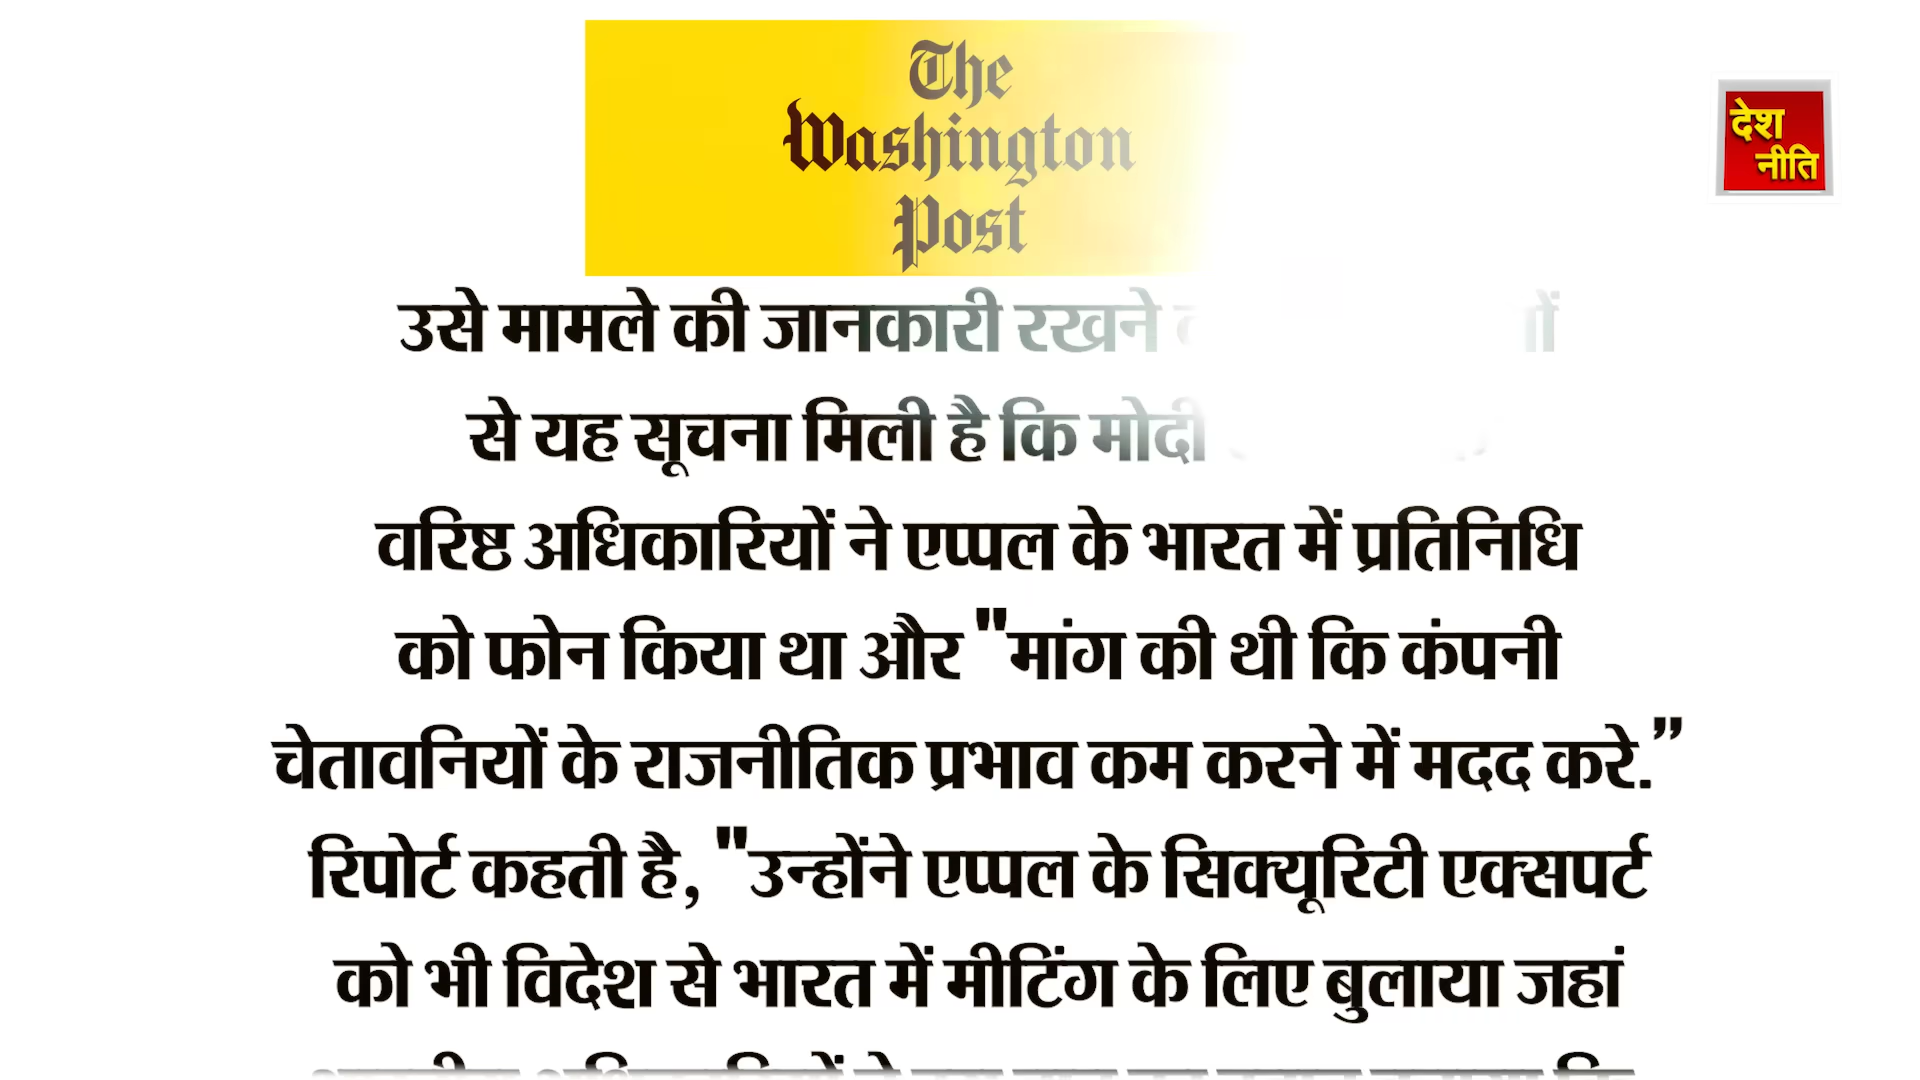 The
Washington
Post
देश
नीति
उसे मामले की जानकारी रखने
से यह सूचना मिली है कि मोदी
वरिष्ठ अधिकारियों ने एप्पल के भारत में प्रतिनिधि
को फोन किया था और "मांग की थी कि कंपनी
चेतावनियों के राजनीतिक प्रभाव कम करने में मदद करे.”
रिपोर्ट कहती है, "उन्होंने एप्पल के सिक्यूरिटी एक्सपर्ट
को भी विदेश से भारत में मीटिंग के लिए बुलाया जहां